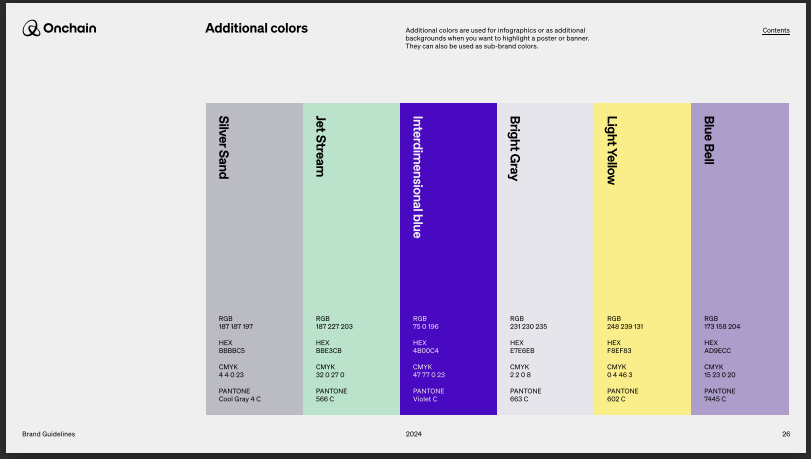 Onchain
Additional colors
Additional colors are used for infographics or as additional
backgrounds when you want to highlight a poster or banner.
They can also be used as sub-brand colors.
Contents
Silver Sand
RGB
187 187 197
HEX
BBBBC5
CMYK
4 4 0 23
PANTONE
Cool Gray 4 C
Jet Stream
RGB
187 227 203
HEX
BBE3CB
CMYK
32 0 27 0
PANTONE
566 C
Interdimensional blue
RGB
75 0 196
HEX
4B00C4
CMYK
47 77 0 23
PANTONE
Violet C
Bright Gray
RGB
231 230 235
HEX
E7E6EB
CMYK
2 2 0 8
PANTONE
663 C
Light Yellow
RGB
248 239 131
HEX
F8EF83
CMYK
0 4 46 3
PANTONE
602 C
Blue Bell
RGB
173 158 204
HEX
AD9ECC
CMYK
15 23 0 20
PANTONE
7445 C
Brand Guidelines
2024
26